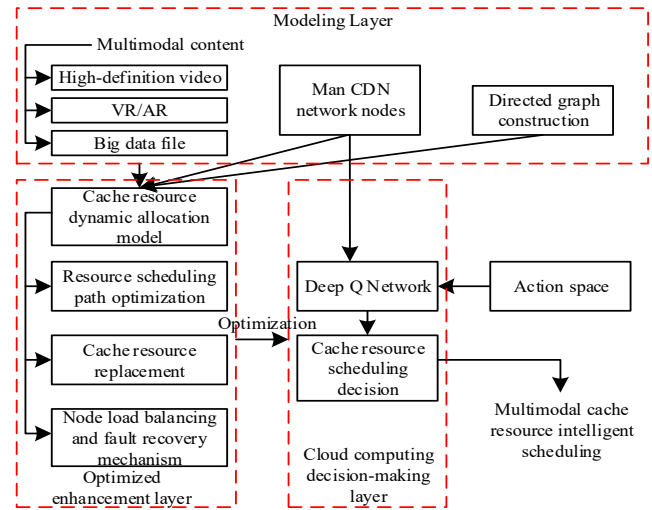 Modeling Layer
Multimodal content
High-definition video
VR/AR
Big data file
Man CDN
network nodes
Directed graph
construction
Cache resource
dynamic allocation
model
Resource scheduling
path optimization
Cache resource
replacement
Node load balancing
and fault recovery
mechanism
Optimized
enhancement layer
Optimization
Deep Q Network
Action space
Cache resource
scheduling
decision
Cloud computing
decision-making
layer
Multimodal cache
resource intelligent
scheduling